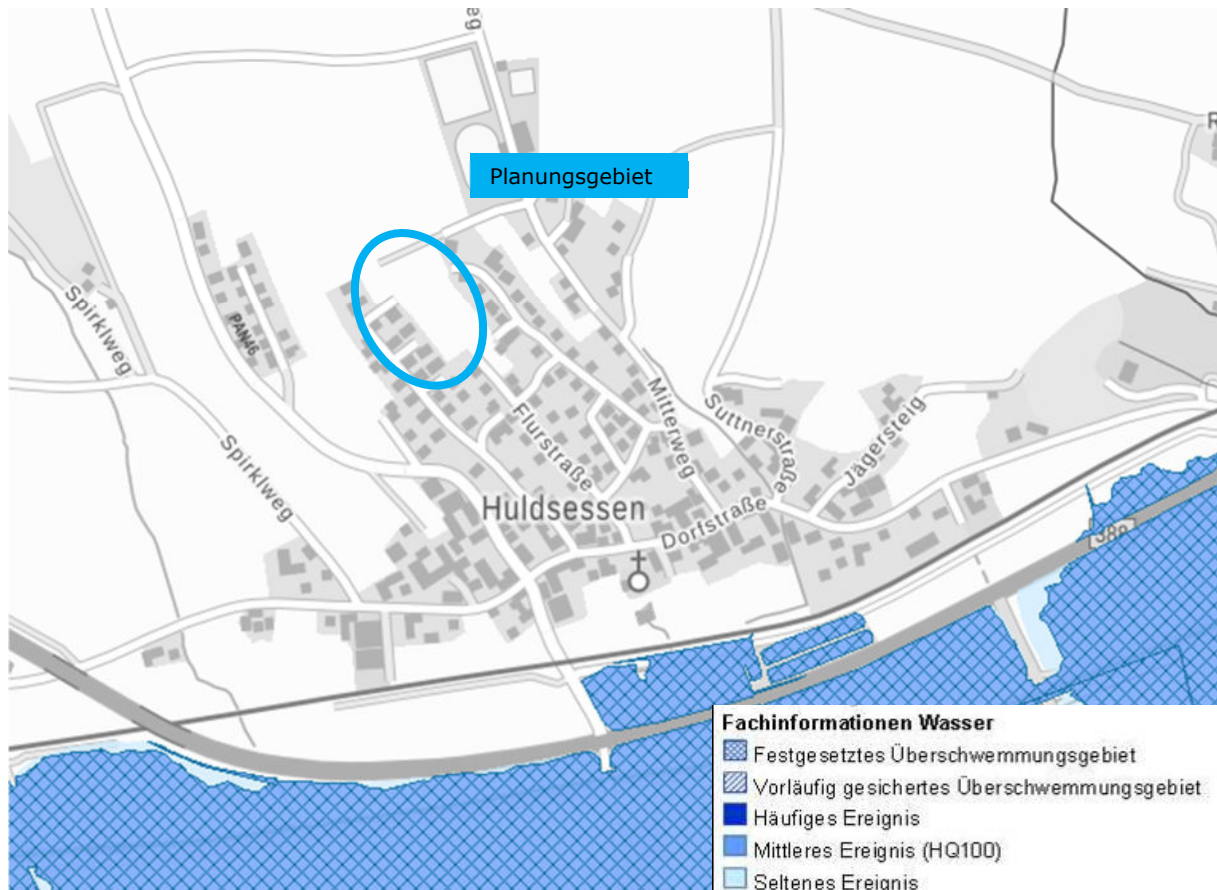 Planungsgebiet
Spirklweg
PAN46
Spirklweg
Flurstraße
Mitterweg
Suttnerstraße
Jägersteig
Huldsessen
Dorfstraße
Fachinformationen Wasser
Festgesetztes Überschwemmungsgebiet
Vorläufig gesichertes Überschwemmungsgebiet
Häufiges Ereignis
Mittleres Ereignis (HQ100)
Seltenes Ereignis